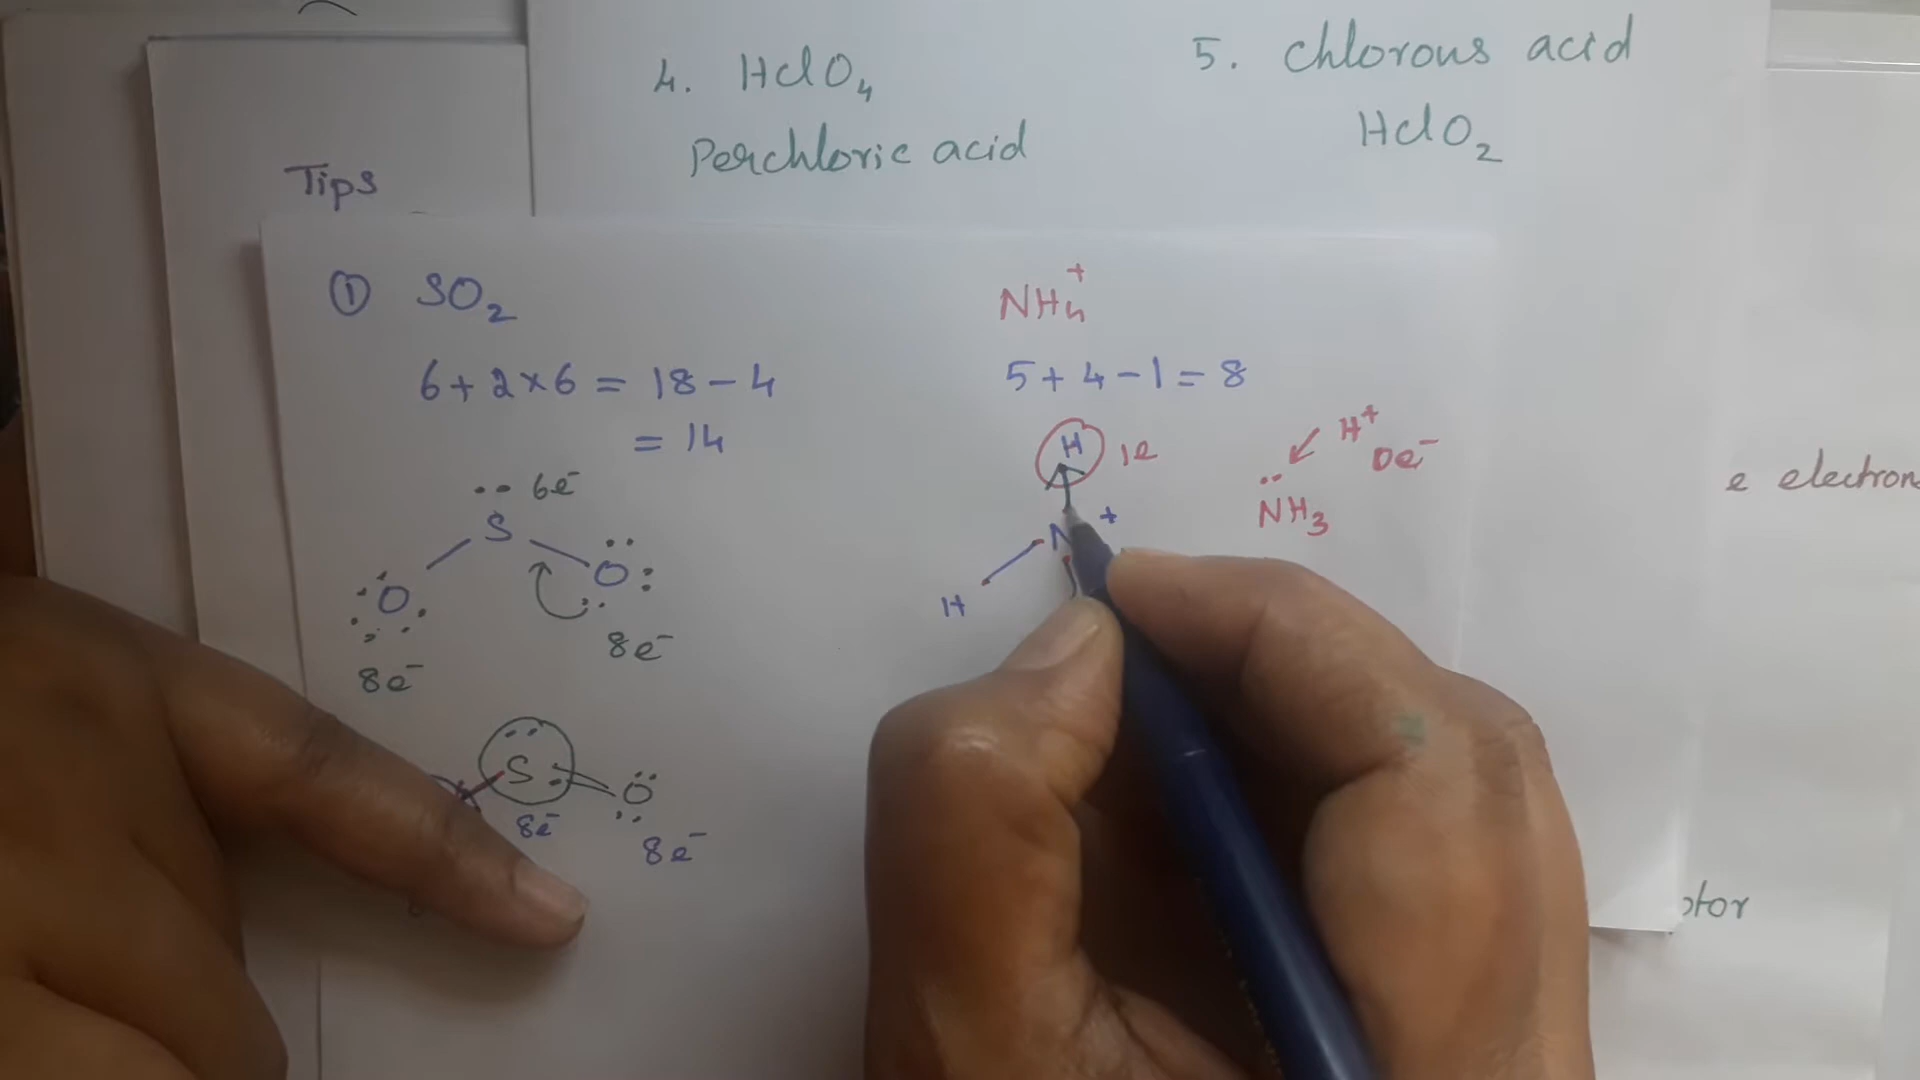 4. HClO4
Perchloric acid
5. Chlorous acid
HClO2
Tips
① SO2
6 + 2 × 6 = 18 - 4
= 14
6e⁻
S
O
O
8e⁻
8e⁻
S
O
8e⁻
8e⁻
NH4⁺
5 + 4 - 1 = 8
H
1e
N
+
H
H⁺
0e⁻
NH3
e electron